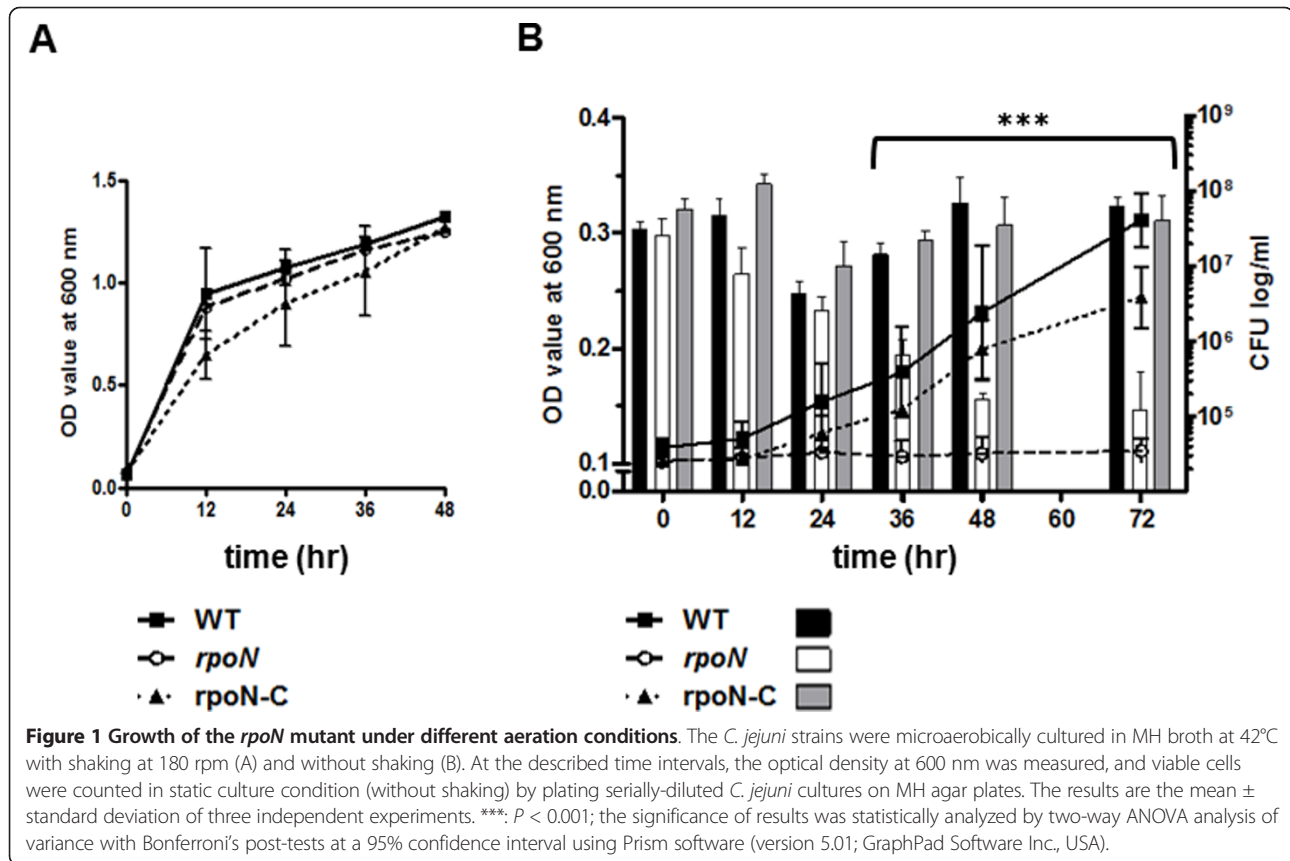 A
B
OD value at 600 nm
1.5
1.0
0.5
0.0
0 12 24 36 48
time (hr)
WT
rpoN
rpoN-C
OD value at 600 nm
0.4
0.3
0.2
0.1
0.0
***
10⁹
10⁸
10⁷
10⁶
10⁵
CFU log/ml
0 12 24 36 48 60 72
time (hr)
WT
rpoN
rpoN-C
Figure 1 Growth of the rpoN mutant under different aeration conditions. The C. jejuni strains were microaerobically cultured in MH broth at 42°C
with shaking at 180 rpm (A) and without shaking (B). At the described time intervals, the optical density at 600 nm was measured, and viable cells
were counted in static culture condition (without shaking) by plating serially-diluted C. jejuni cultures on MH agar plates. The results are the mean ±
standard deviation of three independent experiments. ***: P < 0.001; the significance of results was statistically analyzed by two-way ANOVA analysis of
variance with Bonferroni’s post-tests at a 95% confidence interval using Prism software (version 5.01; GraphPad Software Inc., USA).